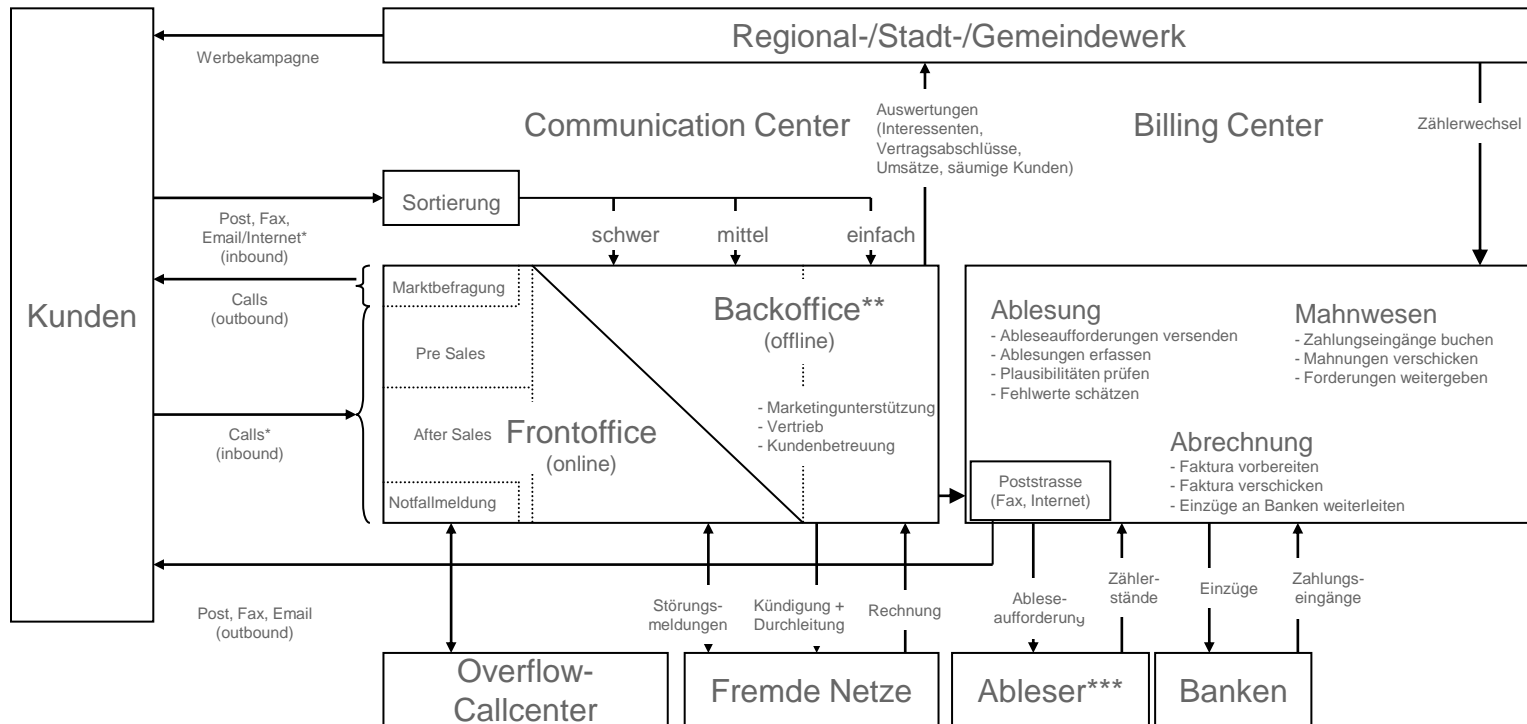 Regional-/Stadt-/Gemeindewerk
Werbekampagne
Communication Center
Auswertungen
(Interessenten,
Vertragsabschlüsse,
Umsätze, säumige Kunden)
Billing Center
Zählerwechsel
Sortierung
Post, Fax,
Email/Internet*
(inbound)
schwer
mittel
einfach
Kunden
Calls
(outbound)
Marktbefragung
Pre Sales
After Sales
Notfallmeldung
Calls*
(inbound)
Frontoffice
(online)
Backoffice**
(offline)
- Marketingunterstützung
- Vertrieb
- Kundenbetreuung
Ablesung
- Ableseaufforderungen versenden
- Ablesungen erfassen
- Plausibilitäten prüfen
- Fehlwerte schätzen
Mahnwesen
- Zahlungseingänge buchen
- Mahnungen verschicken
- Forderungen weitergeben
Abrechnung
- Faktura vorbereiten
- Faktura verschicken
- Einzüge an Banken weiterleiten
Poststrasse
(Fax, Internet)
Post, Fax, Email
(outbound)
Störungs-
meldungen
Kündigung +
Durchleitung
Rechnung
Ablese-
aufforderung
Zähler-
stände
Einzüge
Zahlungs-
eingänge
Overflow-
Callcenter
Fremde Netze
Ableser***
Banken